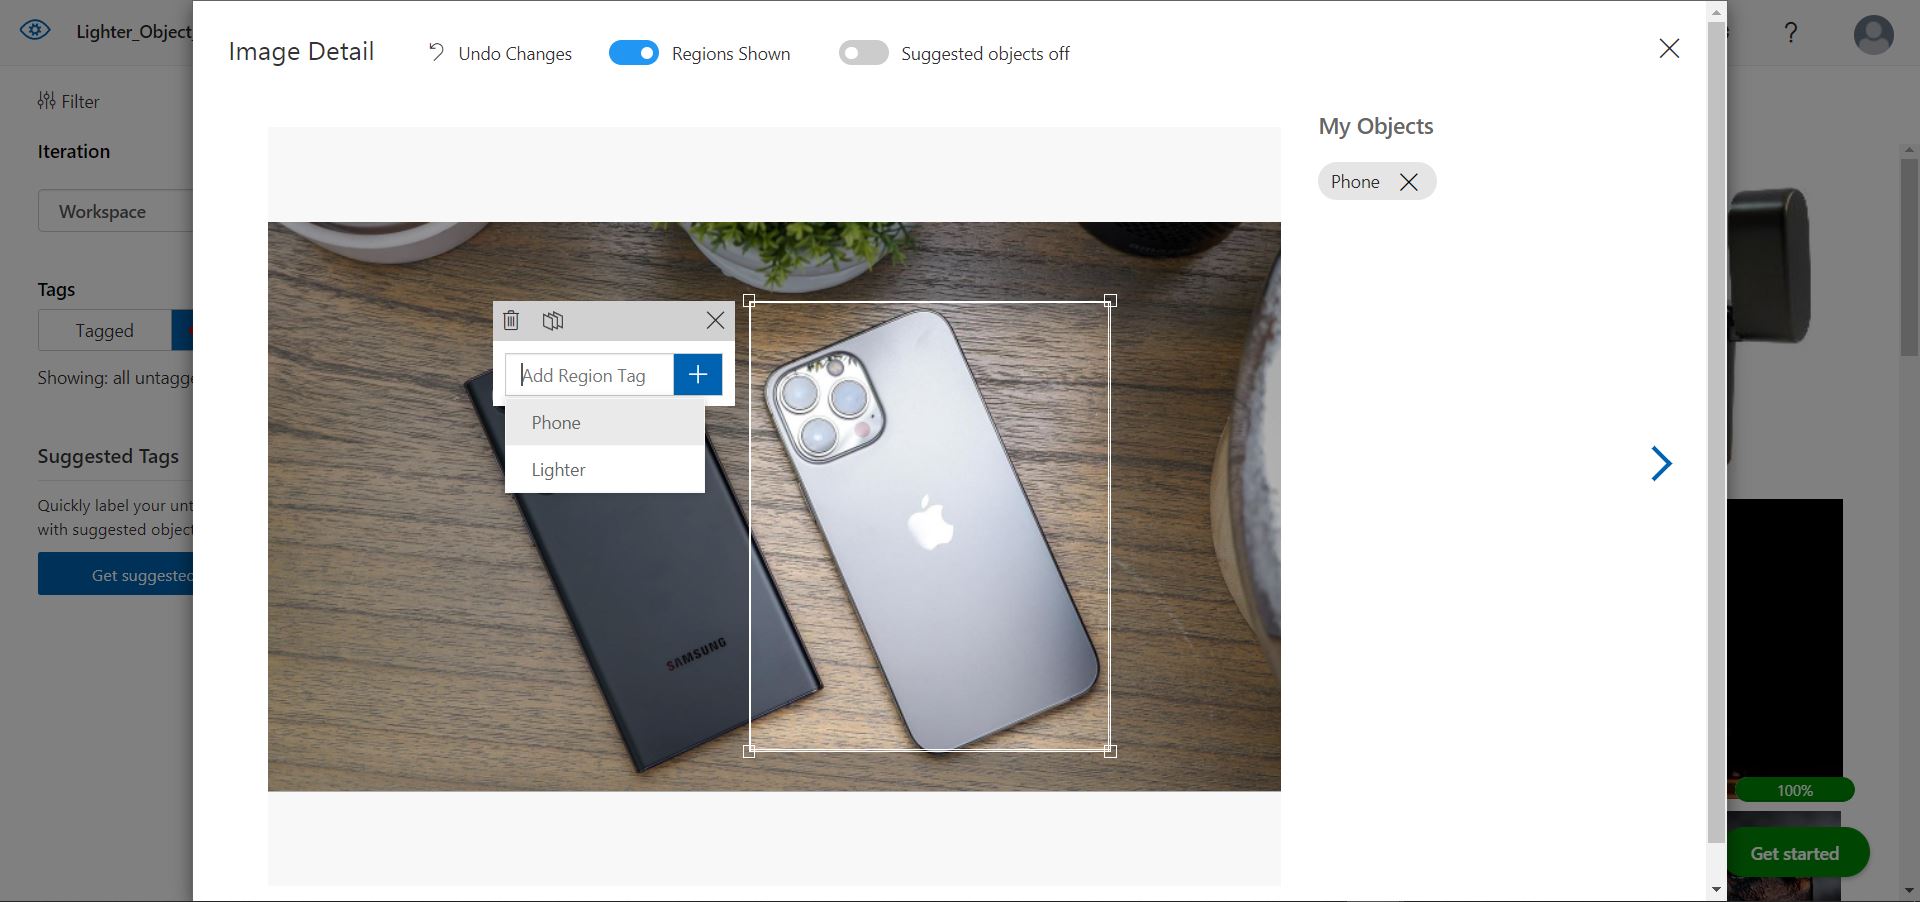 Lighter_Object
Image Detail
Undo Changes
Regions Shown
Suggested objects off
?
Filter
Iteration
Workspace
Tags
Tagged
Showing: all untagge
Suggested Tags
Quickly label your unt
with suggested object
Get suggested
My Objects
Phone
Add Region Tag
Phone
Lighter
SAMSUNG
100%
Get started